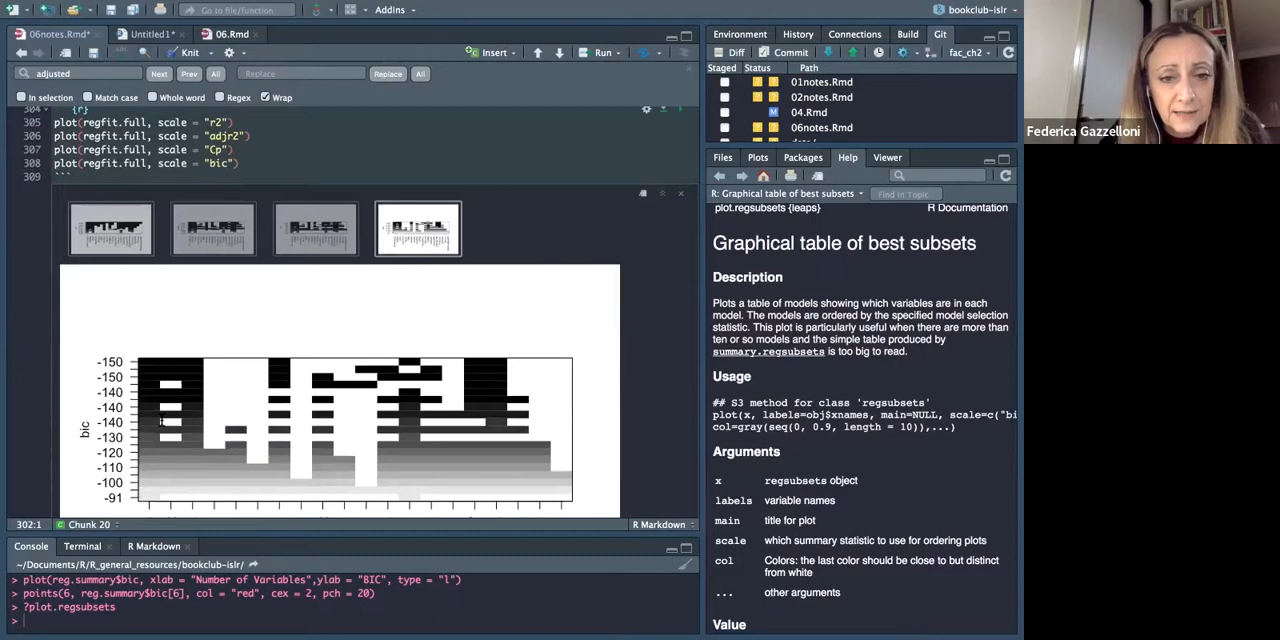 Go to file/function
Addins
bookclub-islr
06notes.Rmd*
Untitled1*
06.Rmd
Knit
Insert
Run
adjusted
Next
Prev
All
Replace
Replace
All
In selection
Match case
Whole word
Regex
Wrap
304
{r}
305 plot(regfit.full, scale = "r2")
306 plot(regfit.full, scale = "adjr2")
307 plot(regfit.full, scale = "Cp")
308 plot(regfit.full, scale = "bic")
309 ```
bic
-150
-150
-140
-140
-140
-130
-120
-110
-100
-91
302:1
Chunk 20
R Markdown
Console
Terminal
R Markdown
~/Documents/R/R_general_resources/bookclub-islr/
> plot(reg.summary$bic, xlab = "Number of Variables",ylab = "BIC", type = "l")
> points(6, reg.summary$bic[6], col = "red", cex = 2, pch = 20)
> ?plot.regsubsets
>
Environment
History
Connections
Build
Git
Diff
Commit
fac_ch2
Staged
Status
Path
01notes.Rmd
02notes.Rmd
M 04.Rmd
06notes.Rmd
Files
Plots
Packages
Help
Viewer
R: Graphical table of best subsets
Find in Topic
plot.regsubsets {leaps}
R Documentation
Graphical table of best subsets
Description
Plots a table of models showing which variables are in each
model. The models are ordered by the specified model selection
statistic. This plot is particularly useful when there are more than
ten or so models and the simple table produced by
summary.regsubsets is too big to read.
Usage
## S3 method for class 'regsubsets'
plot(x, labels=obj$xnames, main=NULL, scale=c("bi
col=gray(seq(0, 0.9, length = 10)),...)
Arguments
x regsubsets object
labels variable names
main title for plot
scale which summary statistic to use for ordering plots
col Colors: the last color should be close to but distinct
from white
... other arguments
Value
Federica Gazzelloni